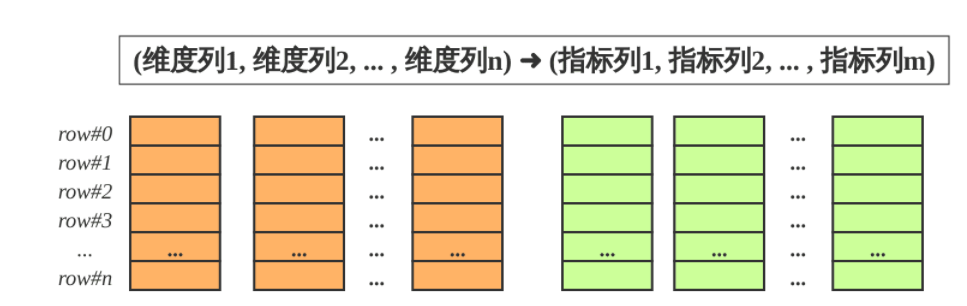 (维度列1, 维度列2, ... , 维度列n) ➜ (指标列1, 指标列2, ... , 指标列m)
row#0 ... ...
row#1 ... ...
row#2 ... ...
row#3 ... ...
... ... ... ... ... ... ... ... ...
row#n ... ...